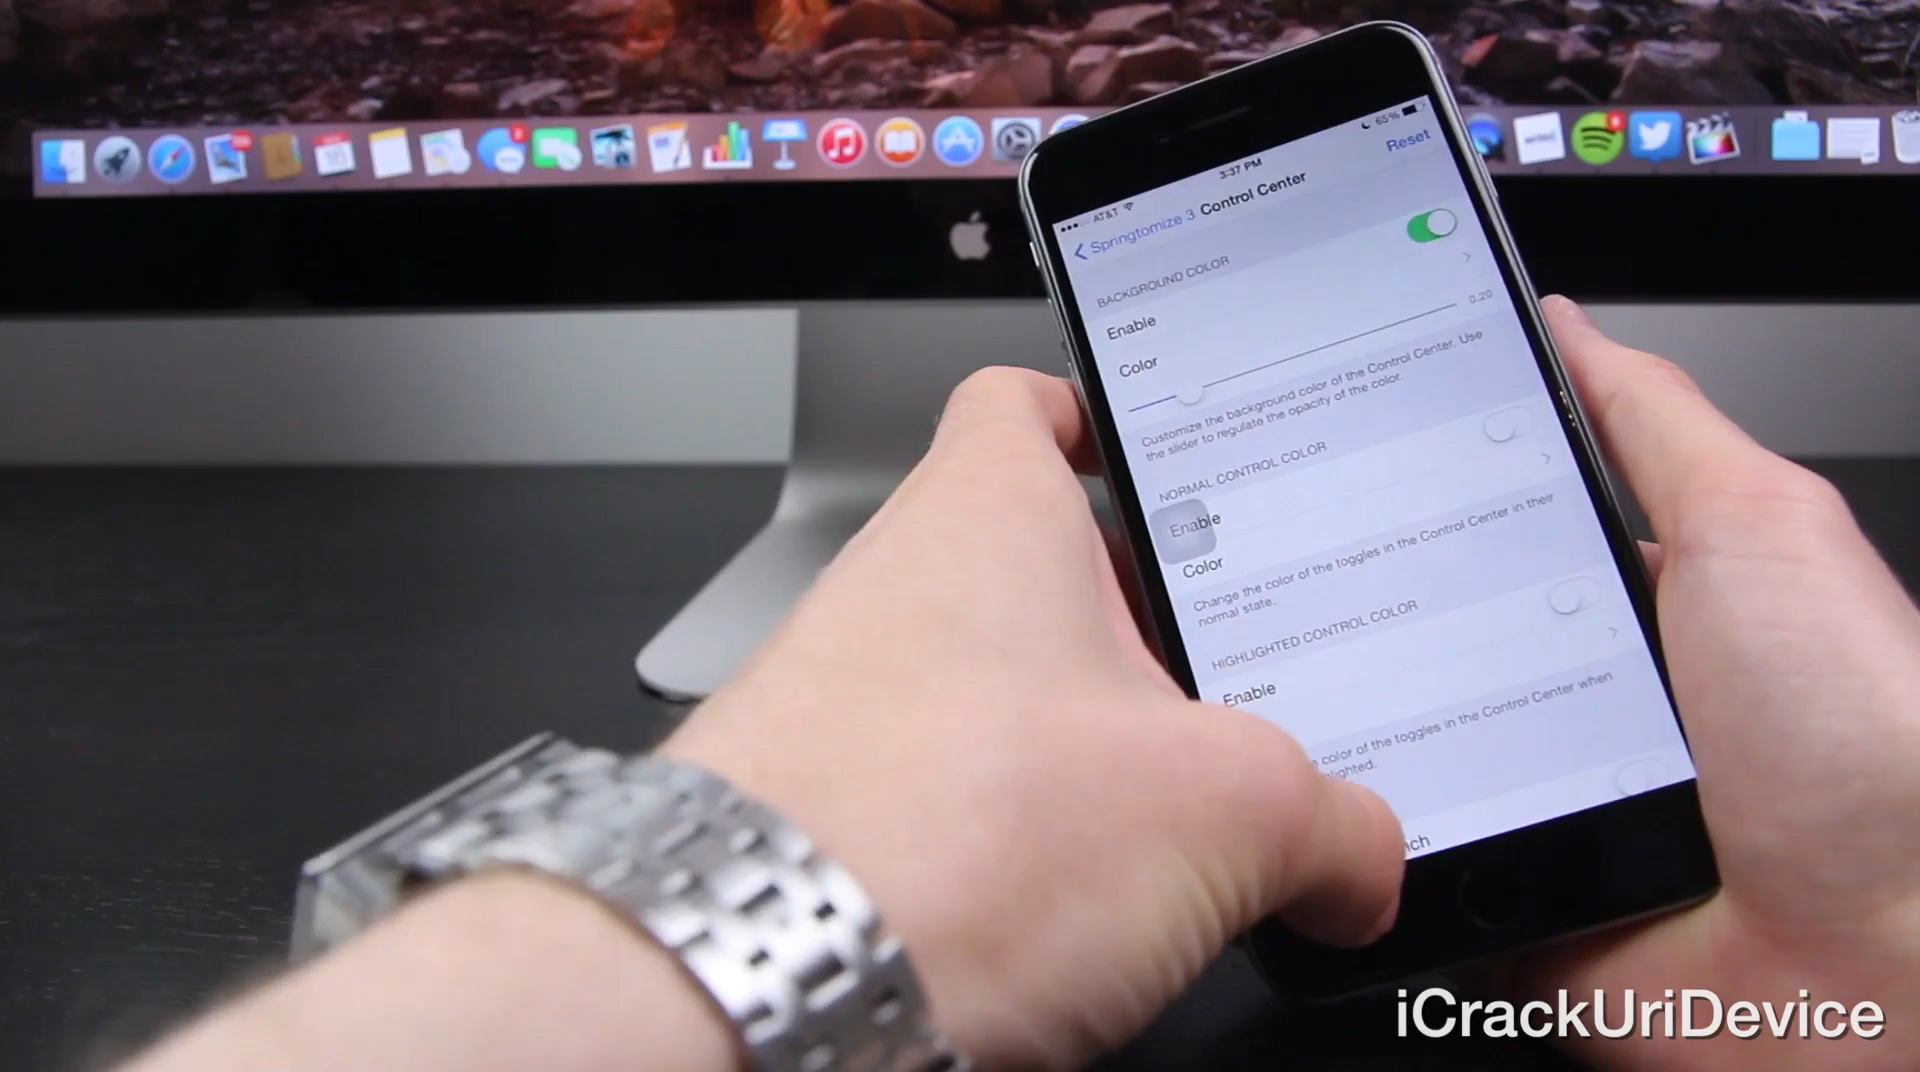 AT&T
3:37 PM
65%
Springtomize 3
Control Center
Reset
BACKGROUND COLOR
Enable
Color
0.20
Customize the background color of the Control Center. Use
the slider to regulate the opacity of the color.
NORMAL CONTROL COLOR
Enable
Color
Change the color of the toggles in the Control Center in their
normal state.
HIGHLIGHTED CONTROL COLOR
Enable
color of the toggles in the Control Center when
iCrackUriDevice